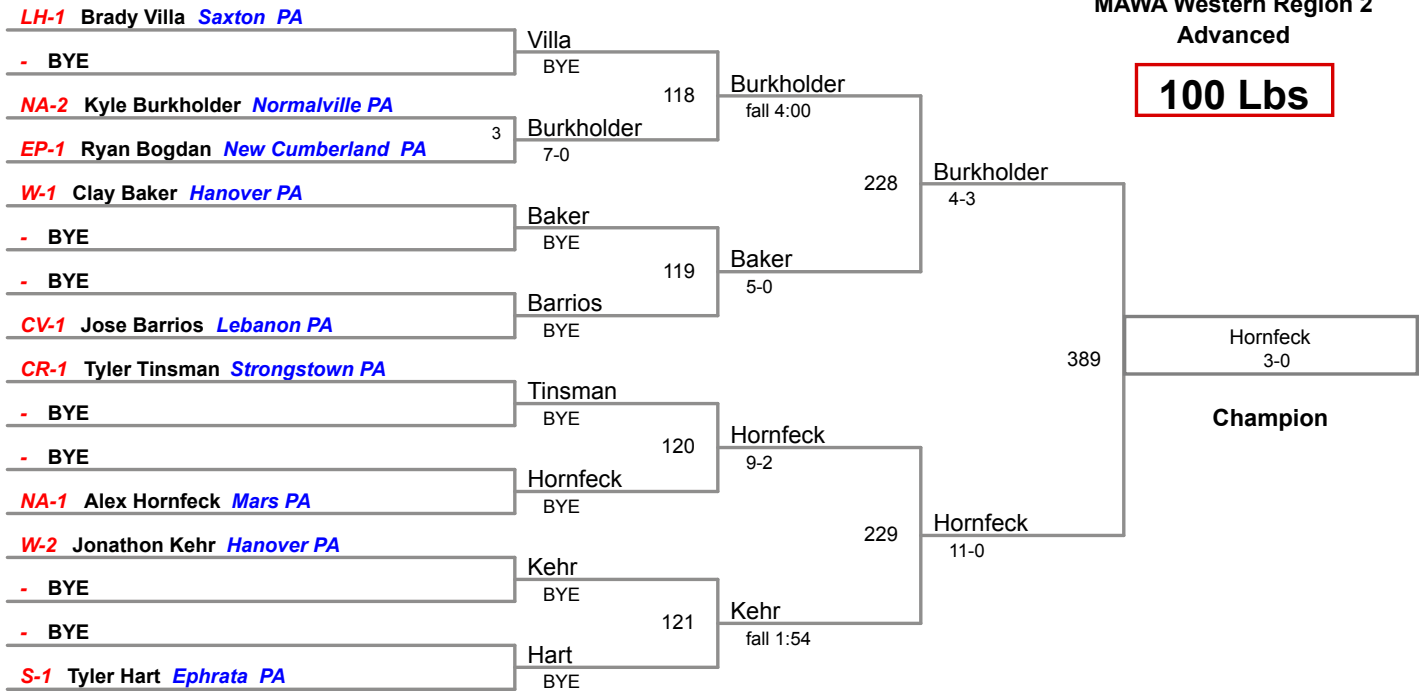 MAWA Western Region 2
Advanced
100 Lbs
LH-1 Brady Villa Saxton PA
- BYE
NA-2 Kyle Burkholder Normalville PA
EP-1 Ryan Bogdan New Cumberland PA
W-1 Clay Baker Hanover PA
- BYE
- BYE
CV-1 Jose Barrios Lebanon PA
CR-1 Tyler Tinsman Strongstown PA
- BYE
- BYE
NA-1 Alex Hornfeck Mars PA
W-2 Jonathon Kehr Hanover PA
- BYE
- BYE
S-1 Tyler Hart Ephrata PA
3
Villa
BYE
Burkholder
7-0
Baker
BYE
Barrios
BYE
Tinsman
BYE
Hornfeck
BYE
Kehr
BYE
Hart
BYE
118
119
120
121
Burkholder
fall 4:00
Baker
5-0
Hornfeck
9-2
Kehr
fall 1:54
228
229
Burkholder
4-3
Hornfeck
11-0
389
Hornfeck
3-0
Champion